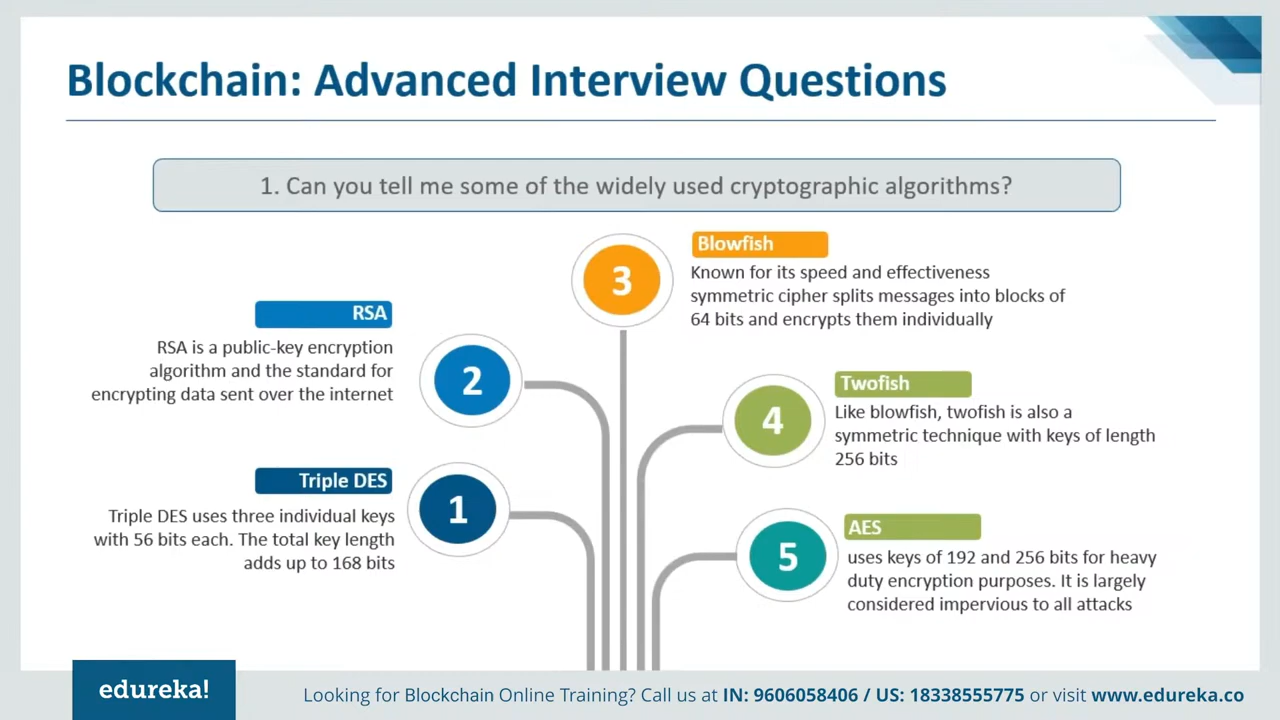 Blockchain: Advanced Interview Questions
1. Can you tell me some of the widely used cryptographic algorithms?
1
Triple DES
Triple DES uses three individual keys
with 56 bits each. The total key length
adds up to 168 bits
2
RSA
RSA is a public-key encryption
algorithm and the standard for
encrypting data sent over the internet
3
Blowfish
Known for its speed and effectiveness
symmetric cipher splits messages into blocks of
64 bits and encrypts them individually
4
Twofish
Like blowfish, twofish is also a
symmetric technique with keys of length
256 bits
5
AES
uses keys of 192 and 256 bits for heavy
duty encryption purposes. It is largely
considered impervious to all attacks
edureka!
Looking for Blockchain Online Training? Call us at IN: 9606058406 / US: 18338555775 or visit www.edureka.co